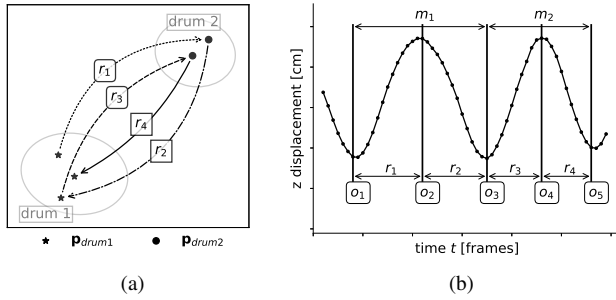 drum 2
r₁
r₃
r₄
r₂
drum 1
p_drum1
p_drum2
(a)
z displacement [cm]
m₁
m₂
r₁
r₂
r₃
r₄
o₁
o₂
o₃
o₄
o₅
time t [frames]
(b)